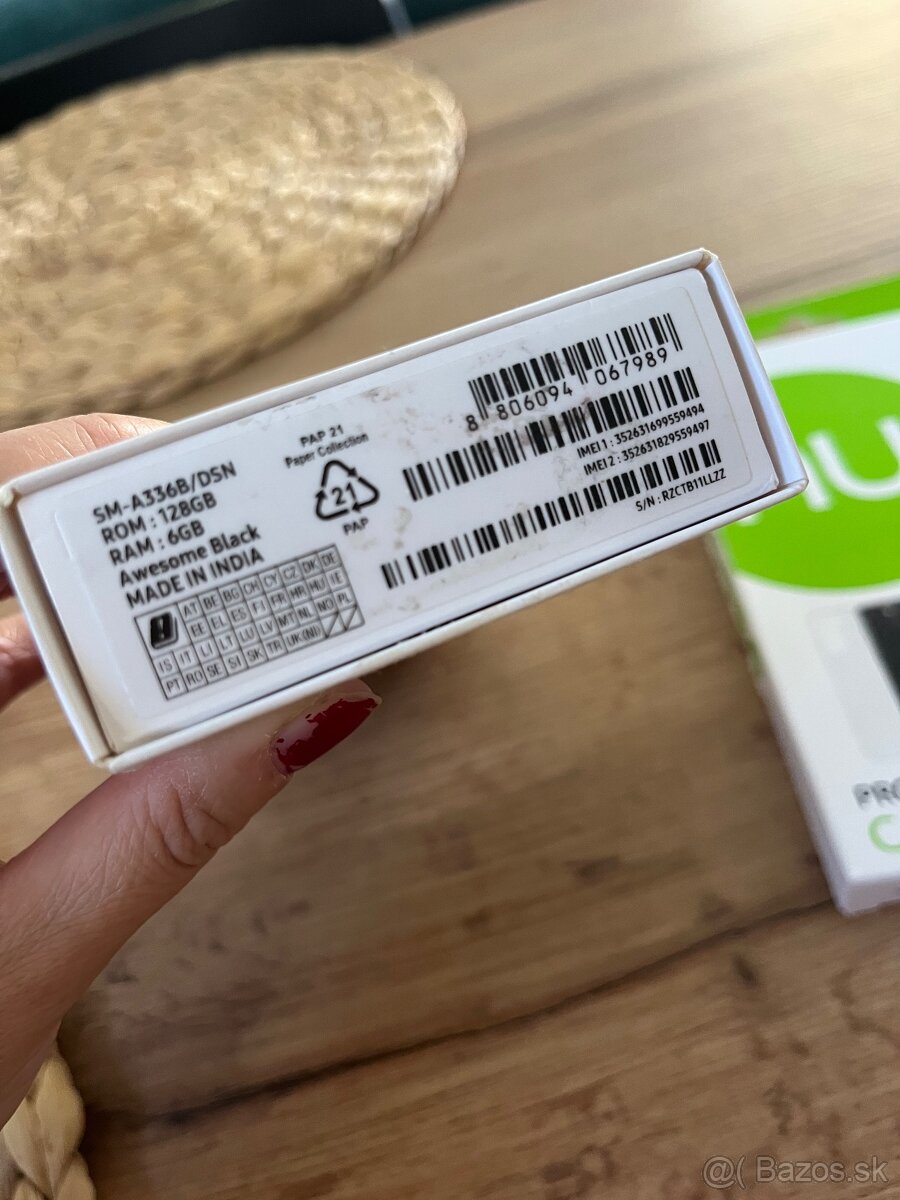 SM-A336B/DSN
ROM : 128GB
RAM : 6GB
Awesome Black
MADE IN INDIA
AT BE BG CH CY CZ DK DE
EE EL ES FI FR HR HU IE
IS IT LI LT LU LV MT NL NO PL
PT RO SE SI SK TR UK(NI)
PAP 21
Paper Collection
21
PAP
8 806094 067989
IMEI 1 : 352631699559494
IMEI 2 : 352631829559497
S/N : RZCTB11LLZZ
@( Bazos.sk